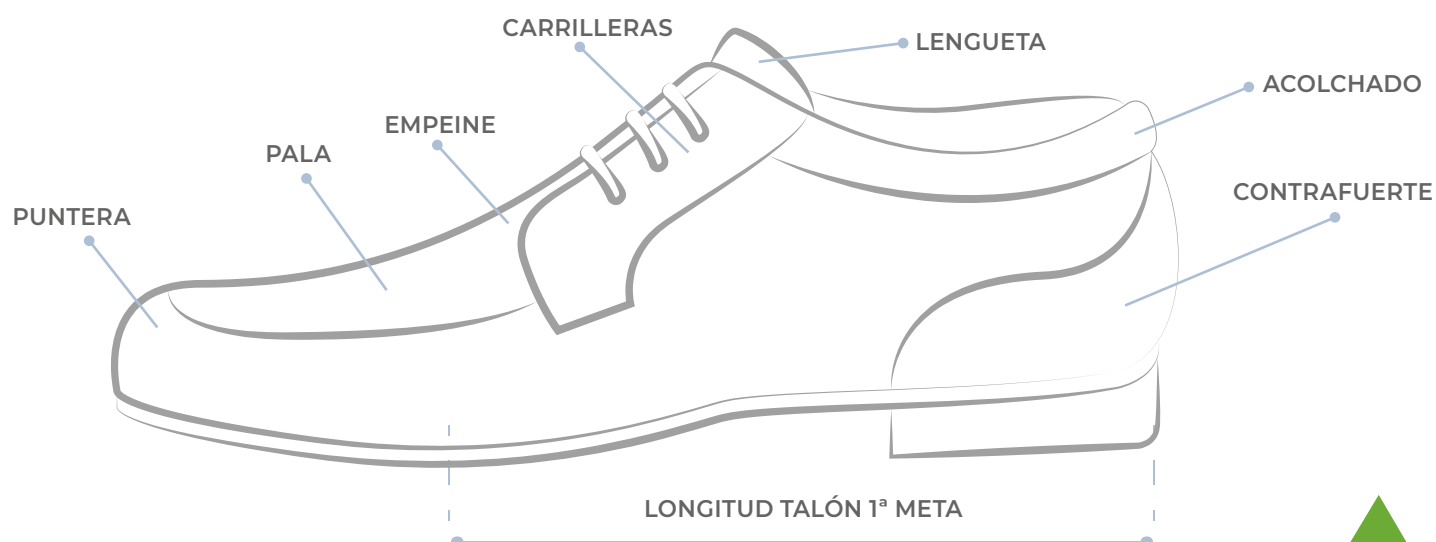 CARRILLERAS
LENGUETA
ACOLCHADO
EMPEINE
PALA
CONTRAFUERTE
PUNTERA
LONGITUD TALÓN 1ª META